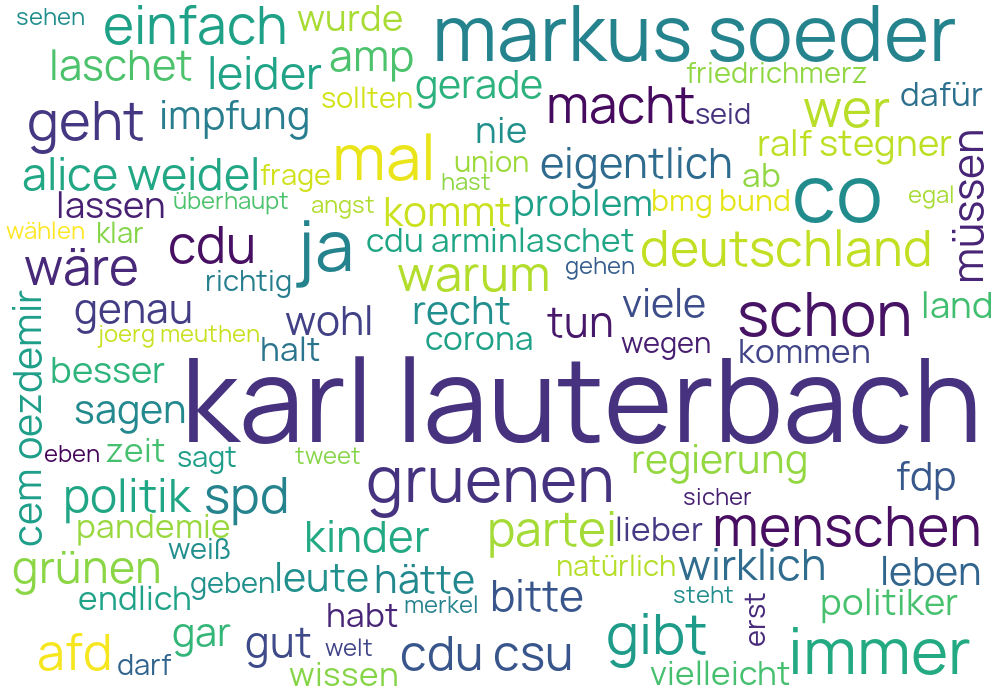 sehen
einfach
wurde
markus soeder
laschet
leider
amp
gerade
friedrichmerz
dafür
geht
impfung
sollten
macht
seid
wer
nie
ralf stegner
müssen
alice weidel
frage
mal
union
hast
eigentlich
ab
co
egal
lassen
überhaupt
angst
kommt
problem
bmg bund
wählen
klar
cdu
ja
cdu arminlaschet
deutschland
wäre
richtig
warum
gehen
genau
wohl
recht
viele
schon
land
cem oezdemir
joerg meuthen
halt
corona
tun
wegen
kommen
besser
sagen
karl lauterbach
eben
zeit
sagt
tweet
gruenen
regierung
fdp
politik
spd
sicher
pandemie
weiß
kinder
partei
lieber
menschen
grünen
geben
leute
hätte
natürlich
wirklich
leben
endlich
habt
merkel
bitte
steht
erst
politiker
afd
darf
gar
gut
welt
wissen
cdu csu
gibt
vielleicht
immer